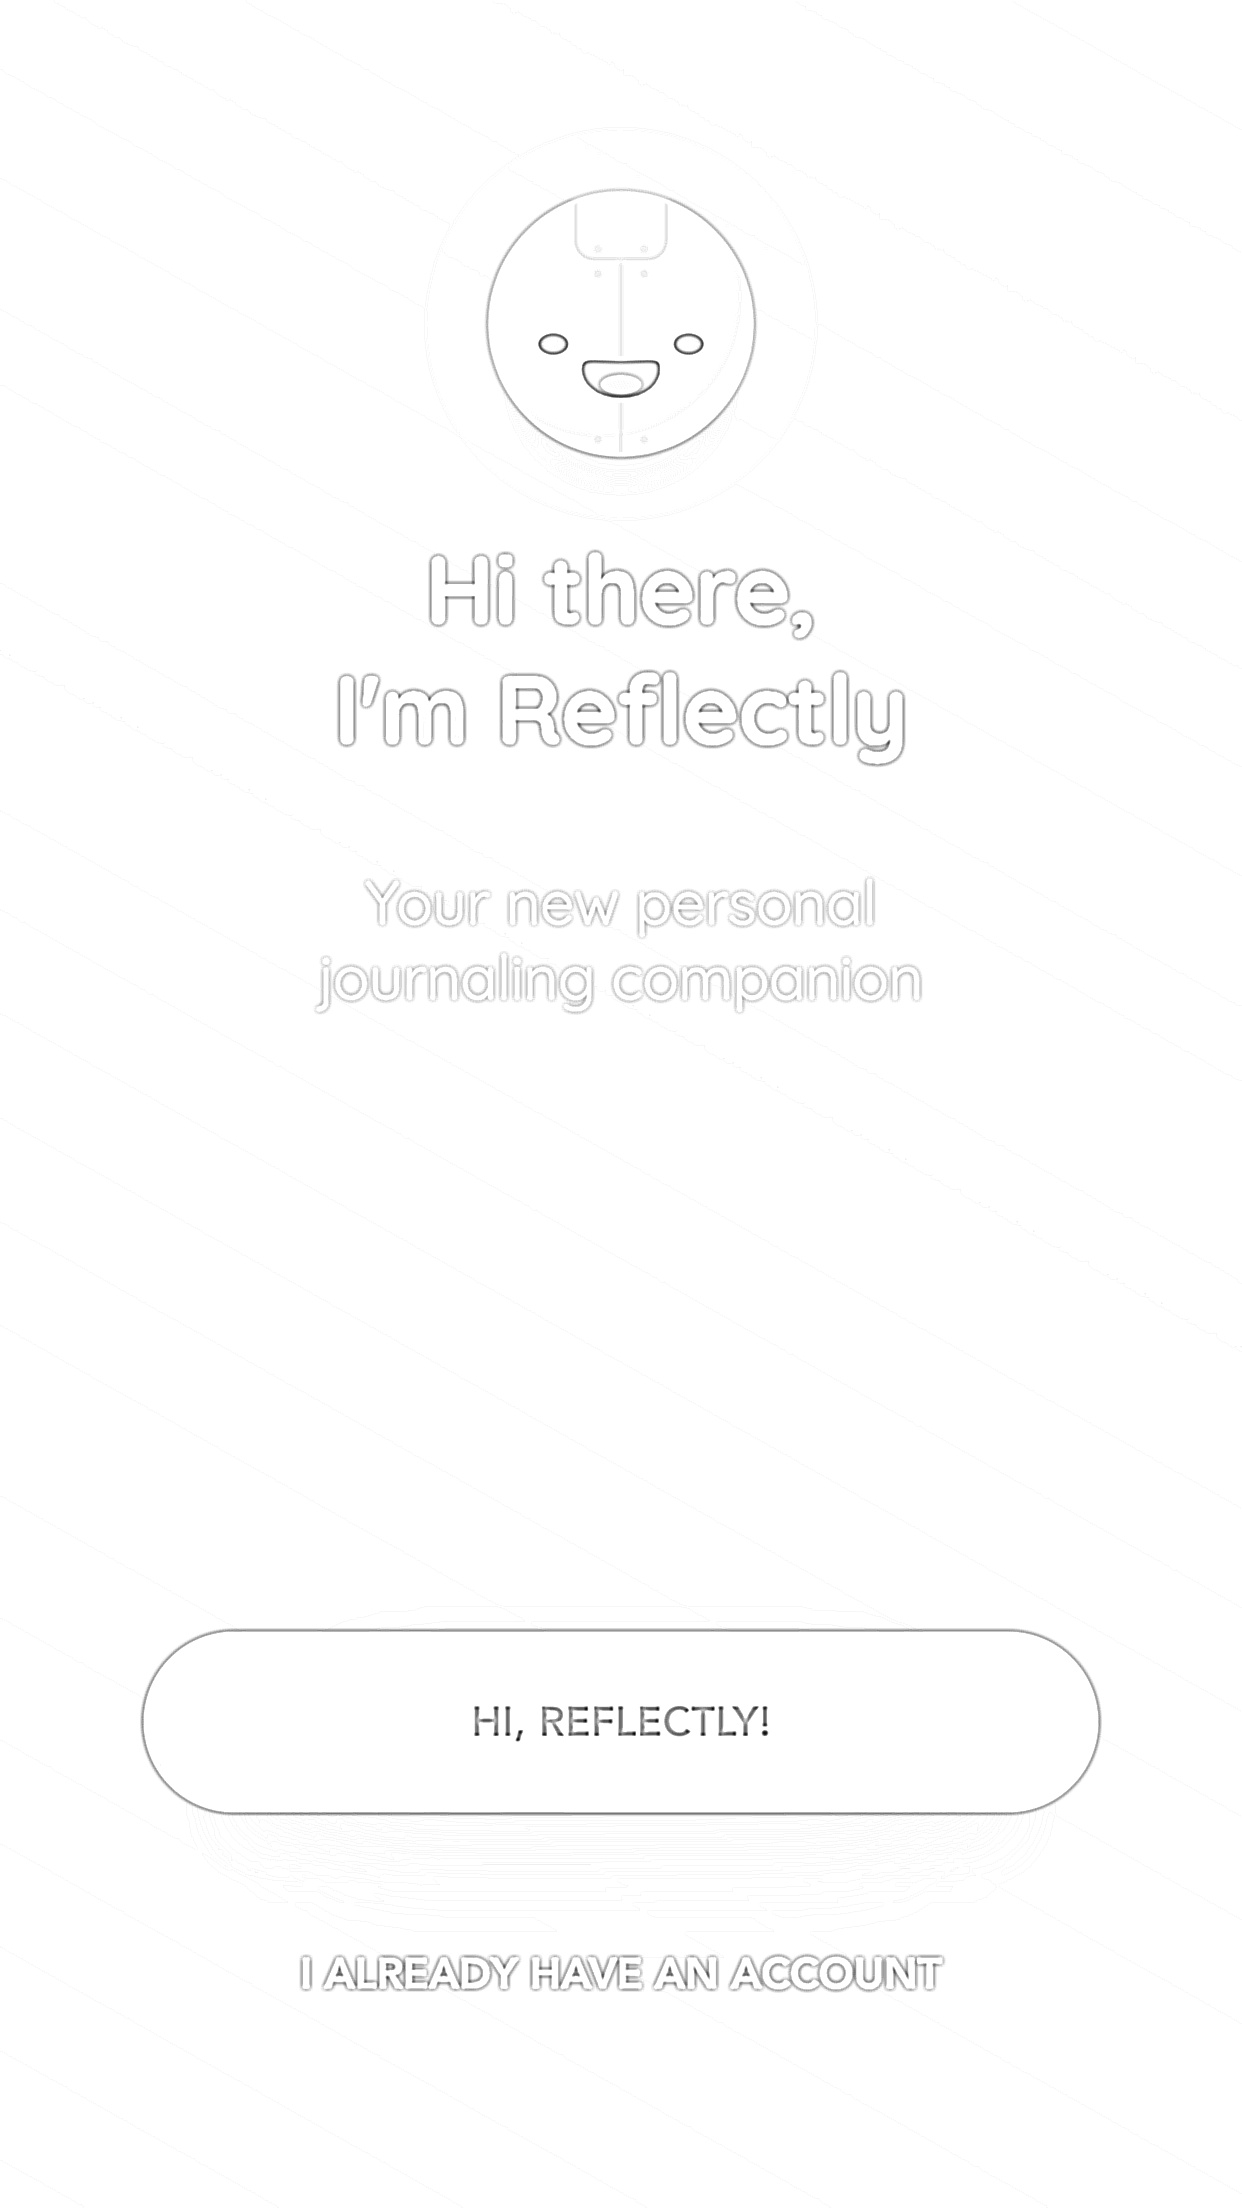 Hi there,
I'm Reflectly
Your new personal
journaling companion
HI, REFLECTLY!
I ALREADY HAVE AN ACCOUNT